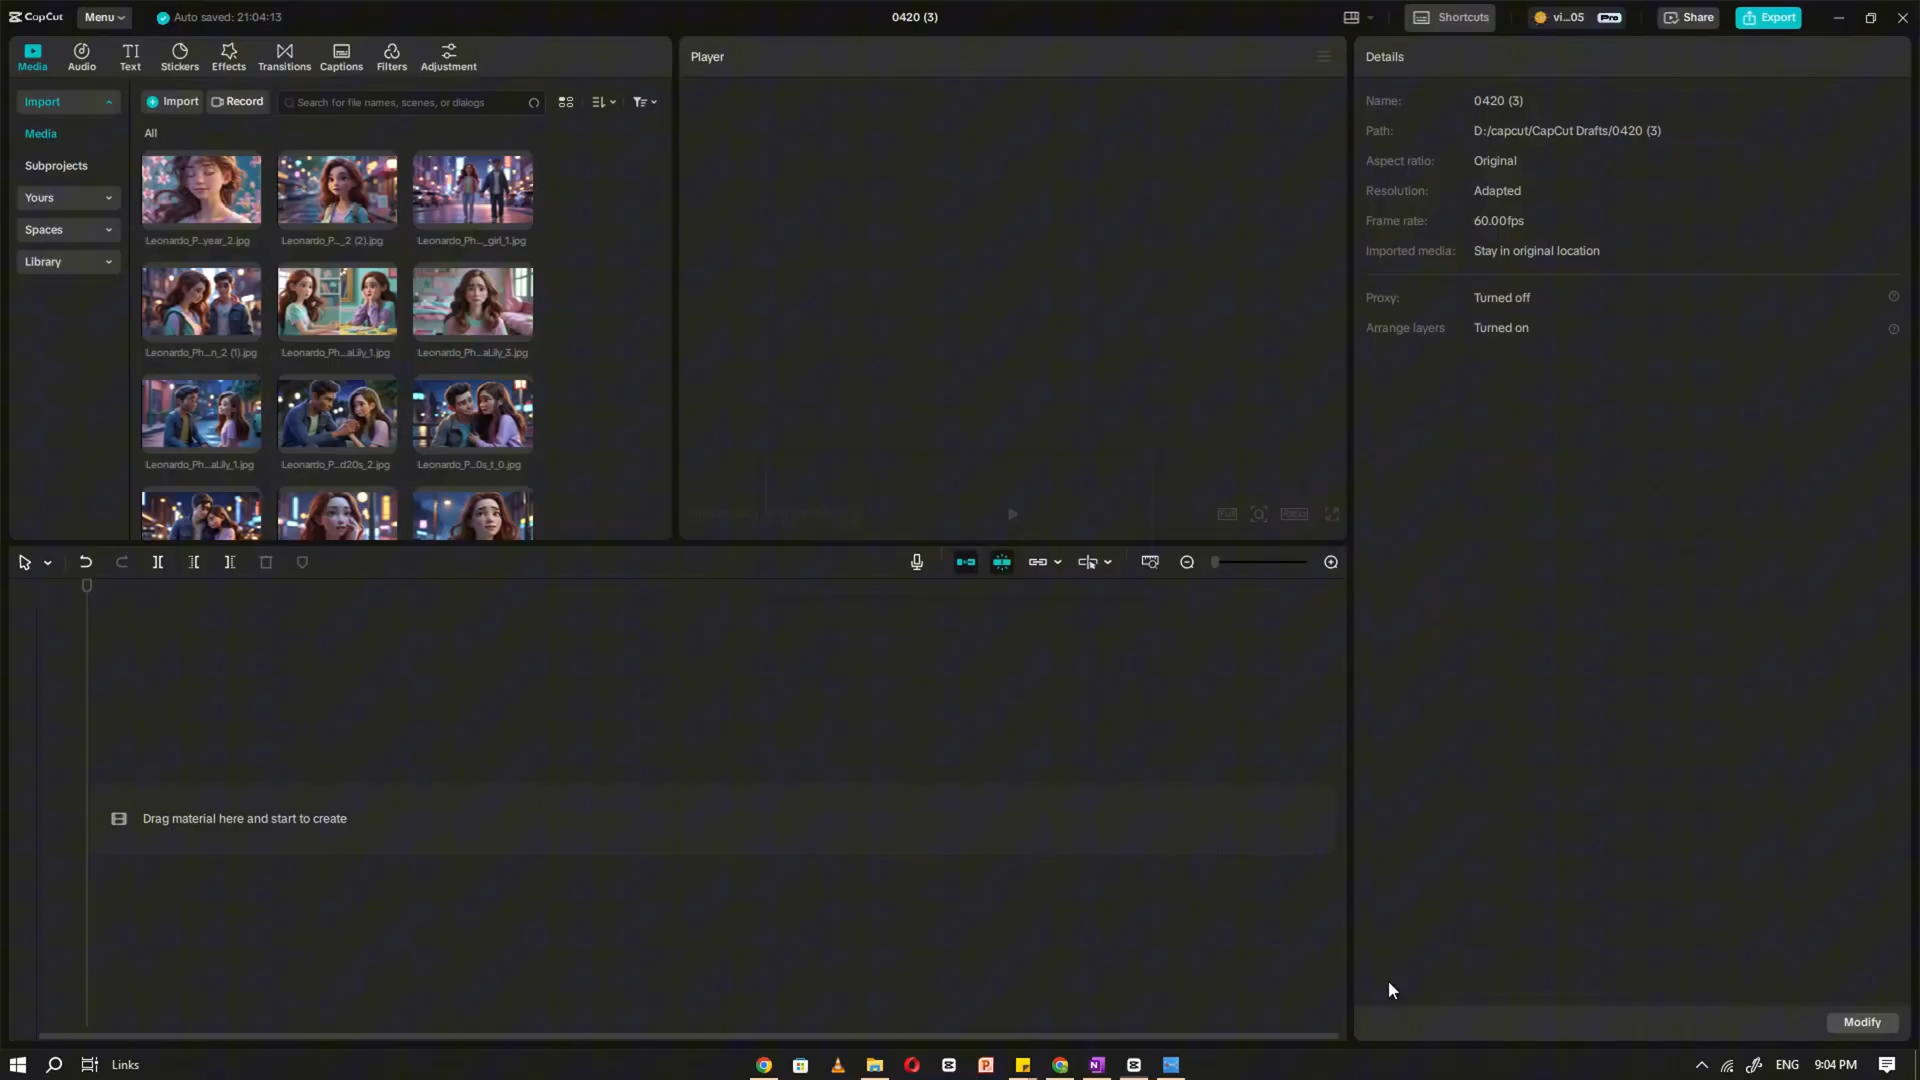 CapCut Menu Auto saved: 21:04:13 0420 (3) Shortcuts vi...05 Pro Share Export
Media Audio Text Stickers Effects Transitions Captions Filters Adjustment
Import
Media
Subprojects
Yours
Spaces
Library
Import Record Search for file names, scenes, or dialogs
All
Leonardo_P...year_2.jpg Leonardo_P..._2 (2).jpg Leonardo_Ph..._girl_1.jpg
Leonardo_Ph...n_2 (1).jpg Leonardo_Ph...aLily_1.jpg Leonardo_Ph...aLily_3.jpg
Leonardo_Ph...aLily_1.jpg Leonardo_P...d20s_2.jpg Leonardo_P...0s_t_0.jpg
Player
Full
Details
Name: 0420 (3)
Path: D:/capcut/CapCut Drafts/0420 (3)
Aspect ratio: Original
Resolution: Adapted
Frame rate: 60.00fps
Imported media: Stay in original location
Proxy: Turned off
Arrange layers Turned on
Drag material here and start to create
Modify
Links ENG 9:04 PM